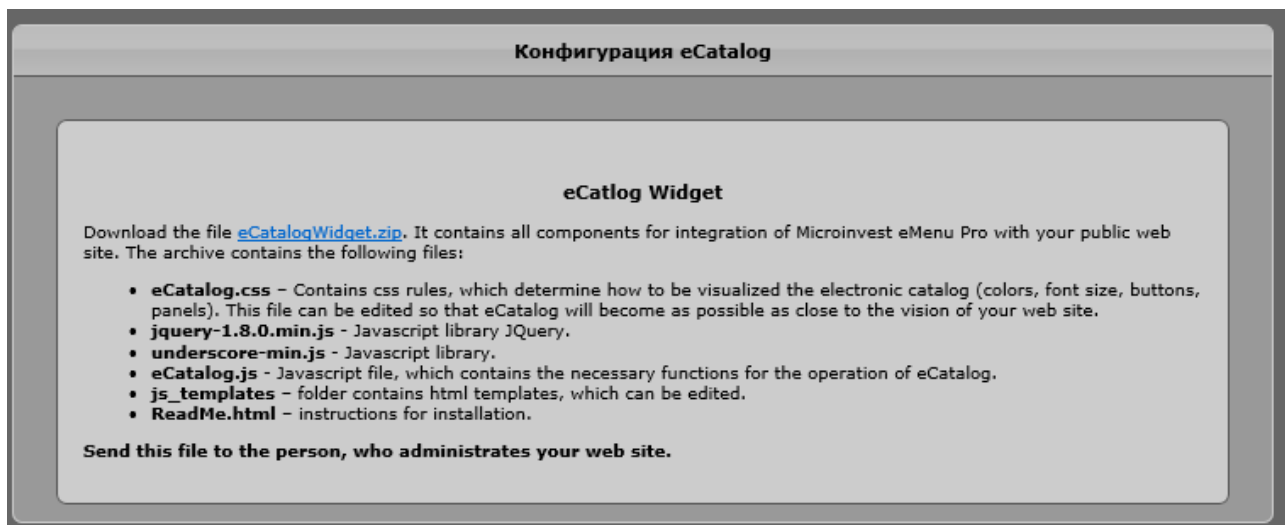 Конфигурация eCatalog
eCatlog Widget
Download the file eCatalogWidget.zip. It contains all components for integration of Microinvest eMenu Pro with your public web
site. The archive contains the following files:
• eCatalog.css – Contains css rules, which determine how to be visualized the electronic catalog (colors, font size, buttons,
panels). This file can be edited so that eCatalog will become as possible as close to the vision of your web site.
• jquery-1.8.0.min.js - Javascript library JQuery.
• underscore-min.js - Javascript library.
• eCatalog.js - Javascript file, which contains the necessary functions for the operation of eCatalog.
• js_templates – folder contains html templates, which can be edited.
• ReadMe.html – instructions for installation.
Send this file to the person, who administrates your web site.